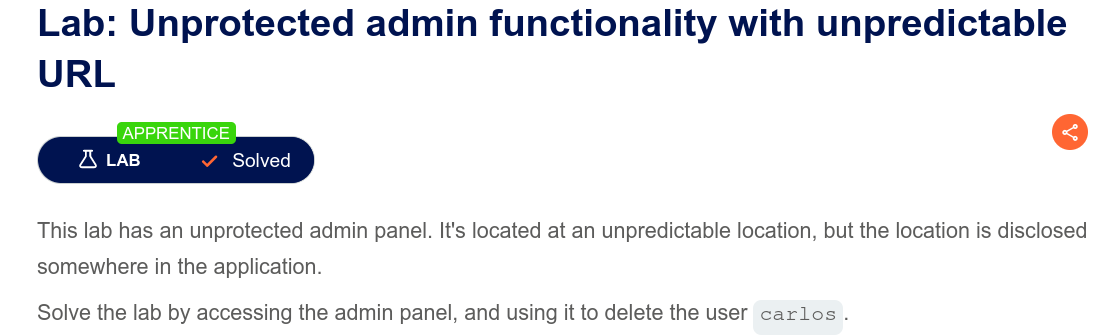 Lab: Unprotected admin functionality with unpredictable
URL
APPRENTICE
LAB Solved
This lab has an unprotected admin panel. It's located at an unpredictable location, but the location is disclosed
somewhere in the application.
Solve the lab by accessing the admin panel, and using it to delete the user carlos.